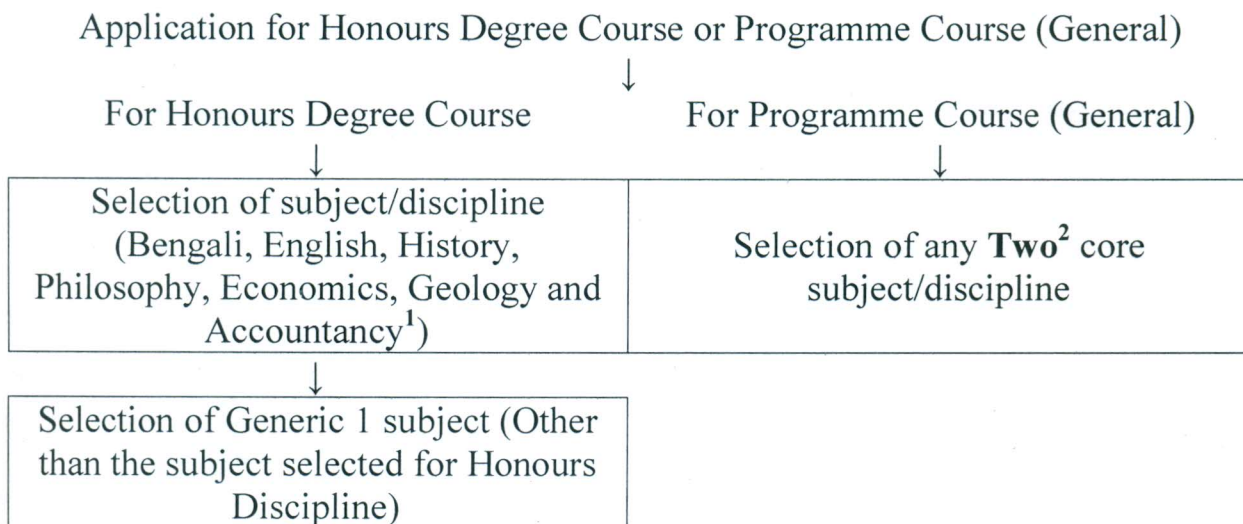 Application for Honours Degree Course or Programme Course (General)
↓
For Honours Degree Course
For Programme Course (General)
↓
↓
Selection of subject/discipline
(Bengali, English, History,
Philosophy, Economics, Geology and
Accountancy¹)
Selection of any Two² core
subject/discipline
↓
Selection of Generic 1 subject (Other
than the subject selected for Honours
Discipline)